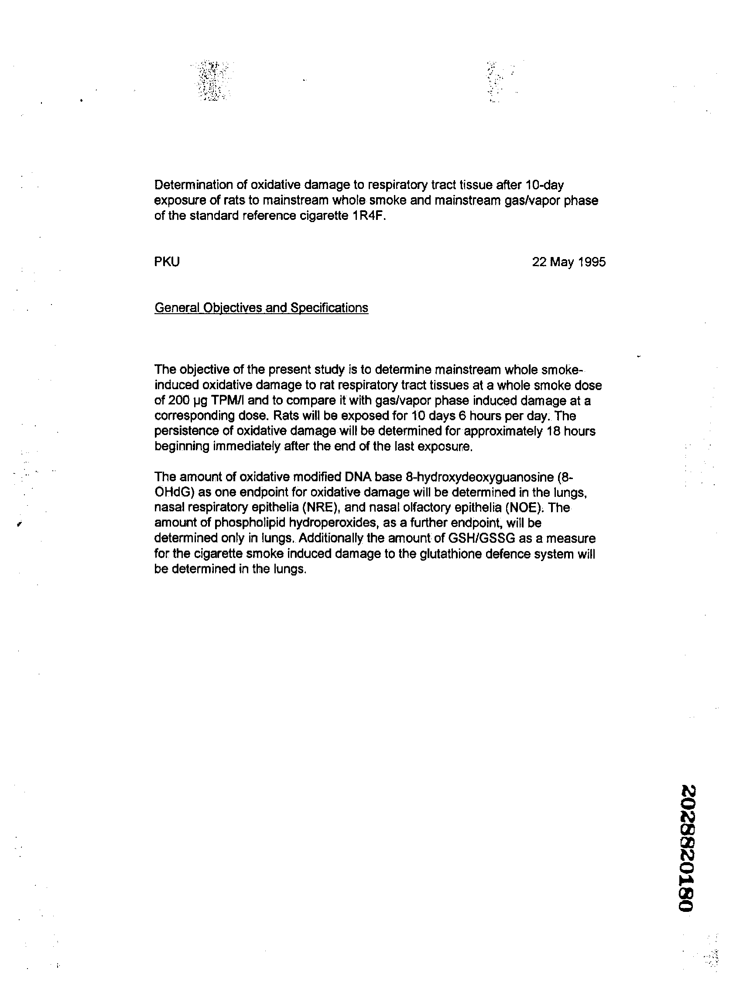 Determination of oxidative damage to respiratory tract tissue after 10-day
exposure of rats to mainstream whole smoke and mainstream gas/vapor phase
of the standard reference cigarette 1R4F.
PKU 22 May 1995
General Objectives and Specifications
The objective of the present study is to determine mainstream whole smoke-
induced oxidative damage to rat respiratory tract tissues at a whole smoke dose
of 200 µg TPM/l and to compare it with gas/vapor phase induced damage at a
corresponding dose. Rats will be exposed for 10 days 6 hours per day. The
persistence of oxidative damage will be determined for approximately 18 hours
beginning immediately after the end of the last exposure.
The amount of oxidative modified DNA base 8-hydroxydeoxyguanosine (8-
OHdG) as one endpoint for oxidative damage will be determined in the lungs,
nasal respiratory epithelia (NRE), and nasal olfactory epithelia (NOE). The
amount of phospholipid hydroperoxides, as a further endpoint, will be
determined only in lungs. Additionally the amount of GSH/GSSG as a measure
for the cigarette smoke induced damage to the glutathione defence system will
be determined in the lungs.
2028820180